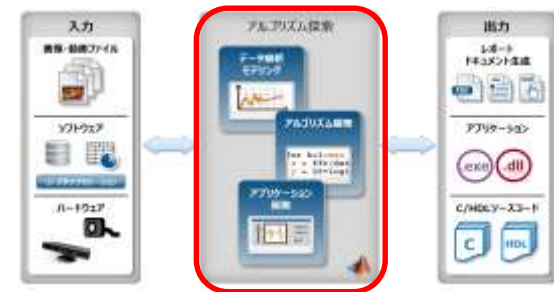 入力
画像・動画ファイル
ソフトウェア
ハードウェア
アルゴリズム探索
データ解析
モデリング
アルゴリズム開発
アプリケーション
開発
出力
レポート
ドキュメント生成
アプリケーション
.exe
.dll
C/HDLソースコード
C
HDL